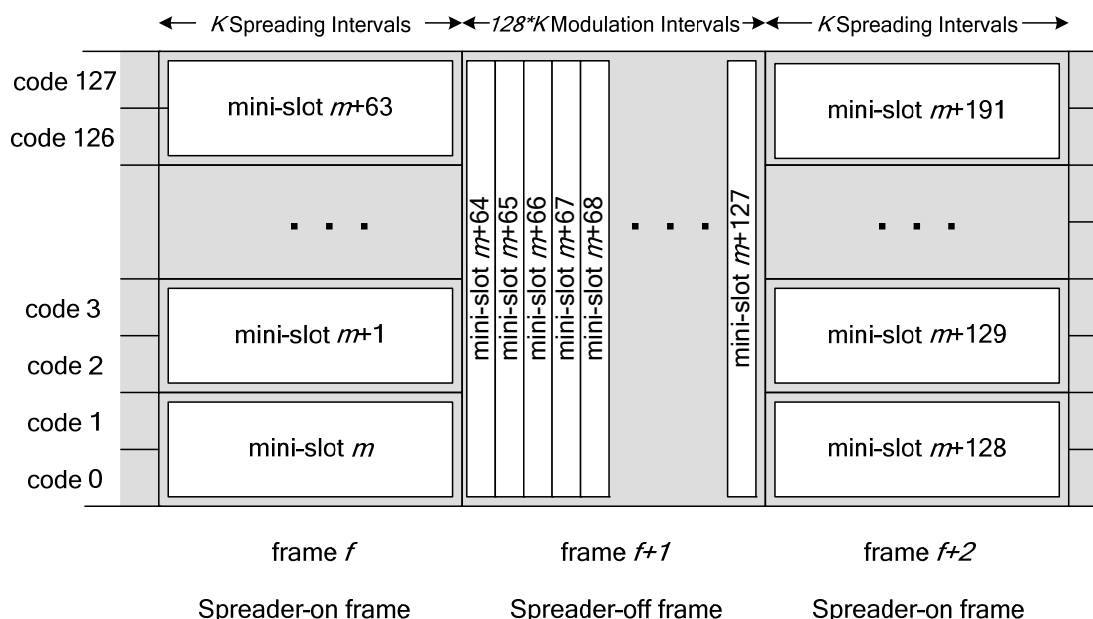 K Spreading Intervals
128*K Modulation Intervals
K Spreading Intervals
code 127
code 126
code 3
code 2
code 1
code 0
mini-slot m+63
. . .
mini-slot m+1
mini-slot m
mini-slot m+64
mini-slot m+65
mini-slot m+66
mini-slot m+67
mini-slot m+68
. . .
mini-slot m+127
mini-slot m+191
. . .
mini-slot m+129
mini-slot m+128
frame f
frame f+1
frame f+2
Spreader-on frame
Spreader-off frame
Spreader-on frame